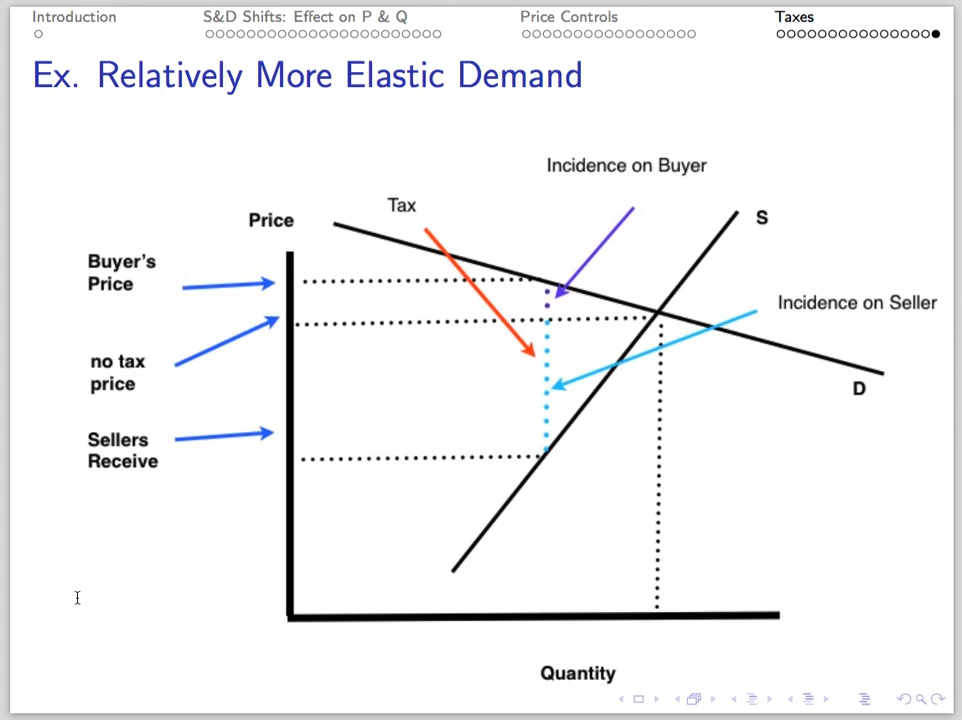 Introduction
S&D Shifts: Effect on P & Q
Price Controls
Taxes
Ex. Relatively More Elastic Demand
Incidence on Buyer
Tax
Price
S
Buyer's
Price
Incidence on Seller
no tax
price
D
Sellers
Receive
Quantity